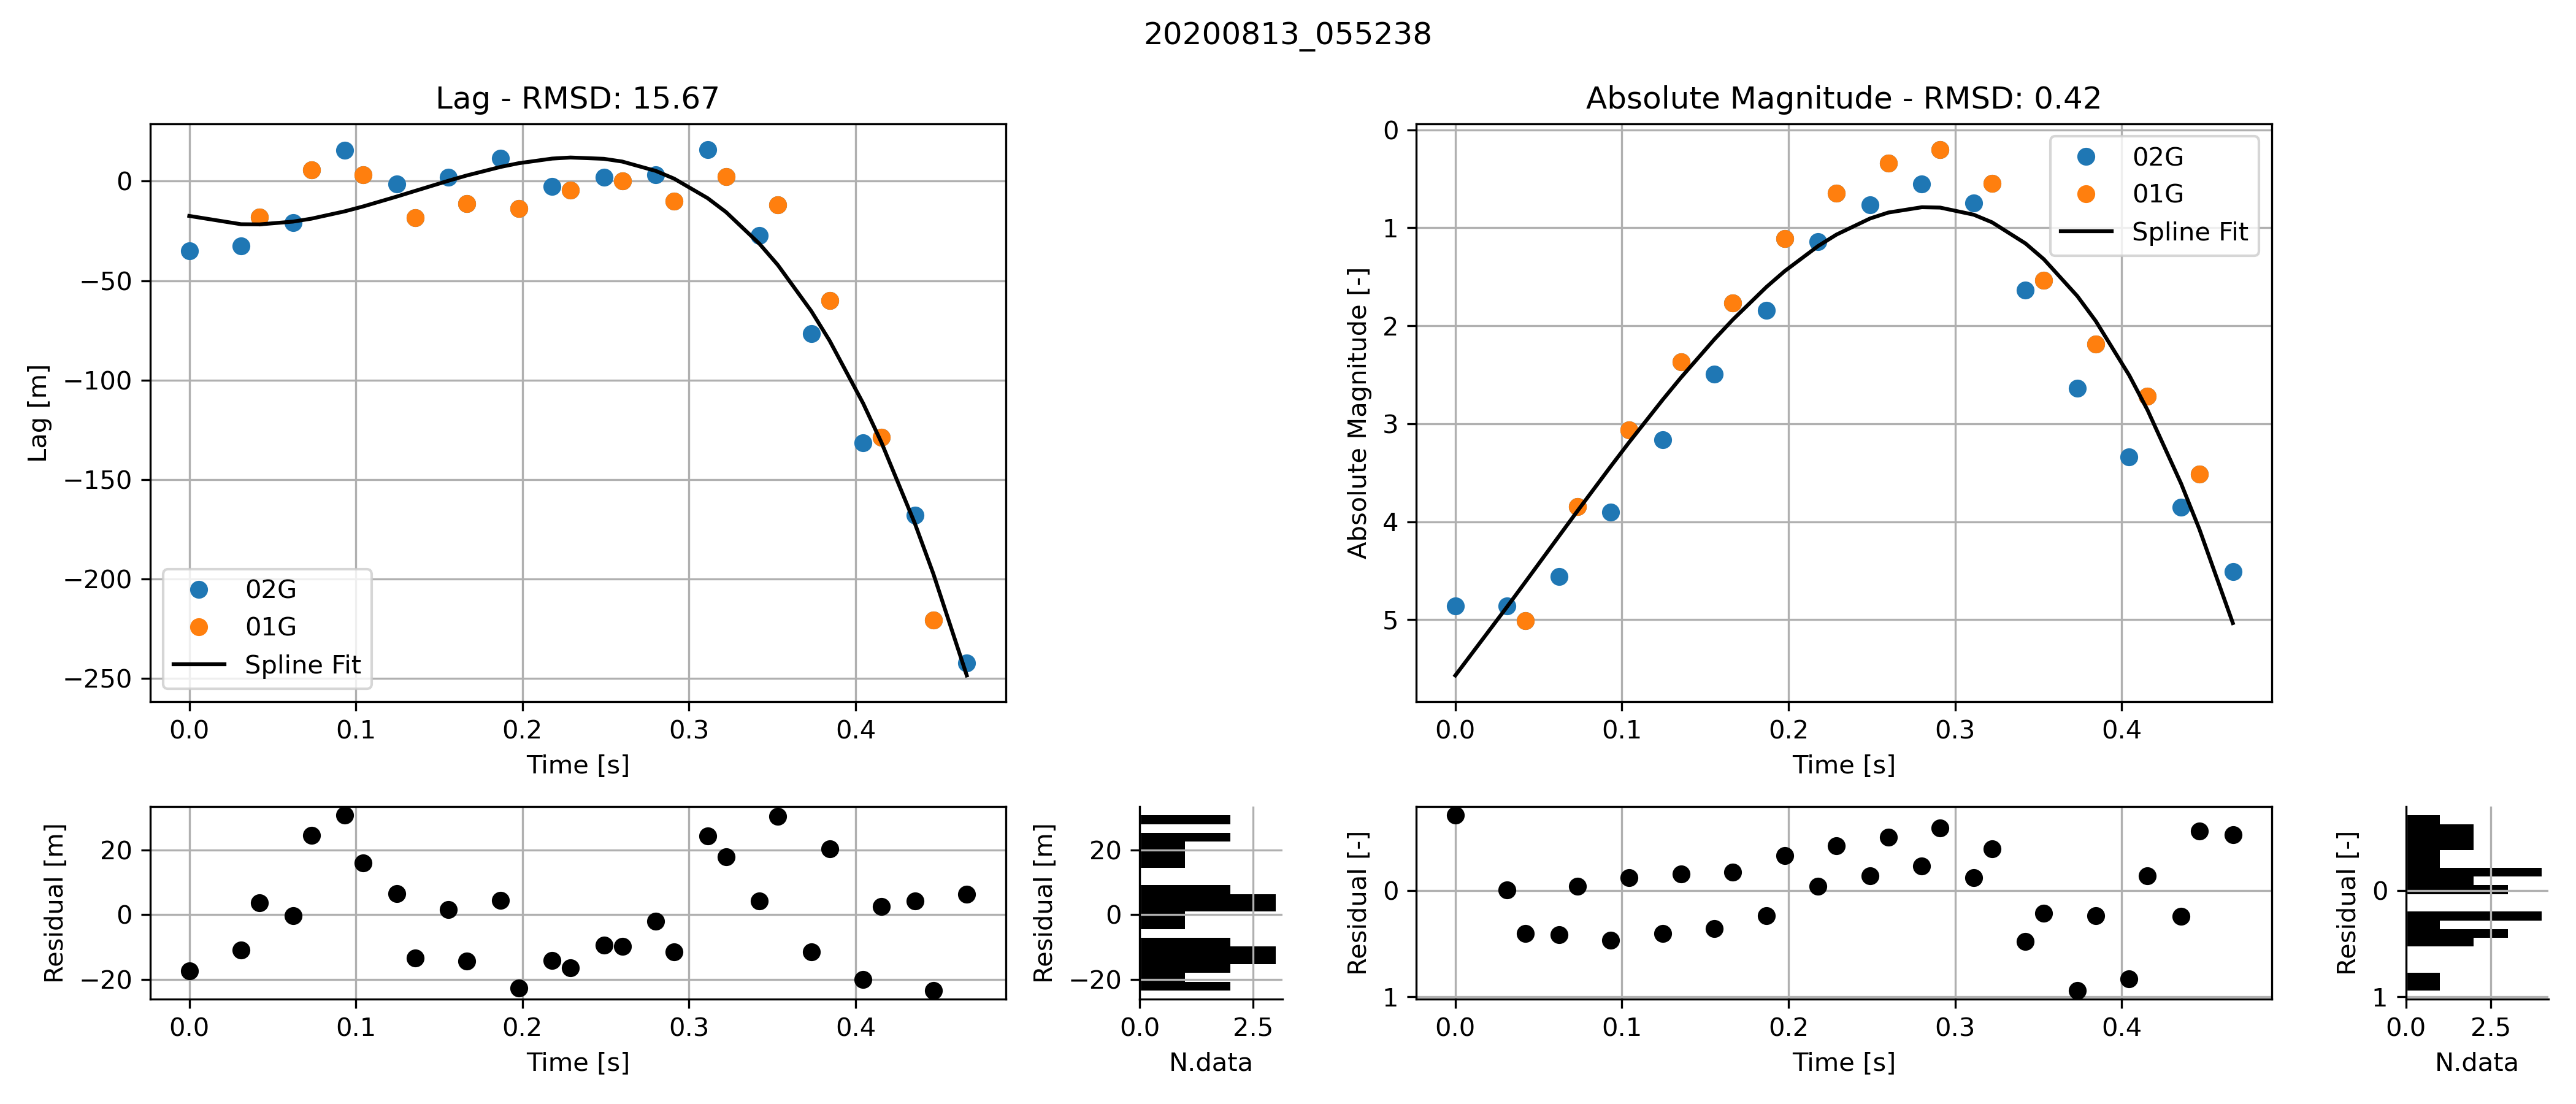 20200813_055238
Lag - RMSD: 15.67
Lag [m]
0
−50
−100
−150
−200
−250
02G
01G
Spline Fit
0.0 0.1 0.2 0.3 0.4
Time [s]
Absolute Magnitude - RMSD: 0.42
Absolute Magnitude [-]
0
1
2
3
4
5
02G
01G
Spline Fit
0.0 0.1 0.2 0.3 0.4
Time [s]
Residual [m]
20
0
−20
0.0 0.1 0.2 0.3 0.4
Time [s]
Residual [m]
20
0
−20
0.0 2.5
N.data
Residual [-]
0
1
0.0 0.1 0.2 0.3 0.4
Time [s]
Residual [-]
0
1
0.0 2.5
N.data